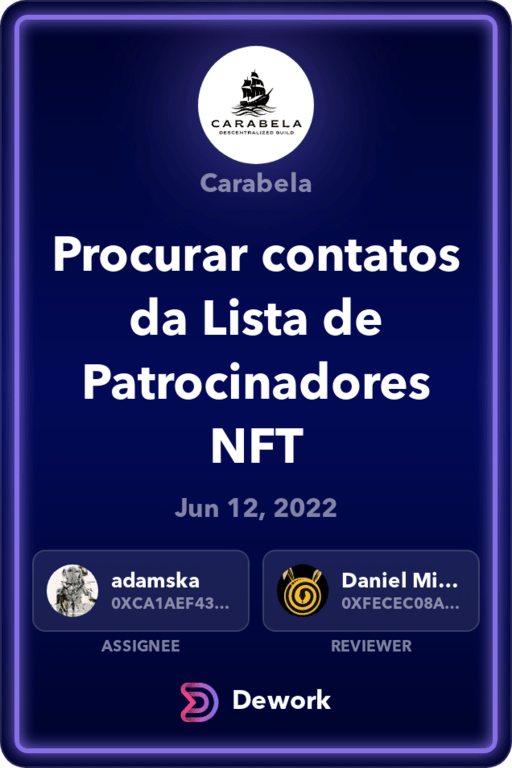 CARABELA
DESCENTRALIZED GUILD
Carabela
Procurar contatos
da Lista de
Patrocinadores
NFT
Jun 12, 2022
adamska
0XCA1AEF43...
ASSIGNEE
Daniel Mi...
0XFECEC08A...
REVIEWER
Dework